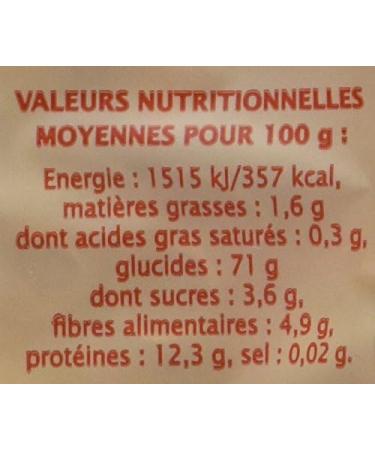 VALEURS NUTRITIONNELLES
MOYENNES POUR 100 g :
Energie : 1515 kJ/357 kcal,
matières grasses : 1,6 g
dont acides gras saturés : 0,3 g,
glucides : 71 g
dont sucres : 3,6 g,
fibres alimentaires : 4,9 g,
protéines : 12,3 g, sel : 0,02 g.